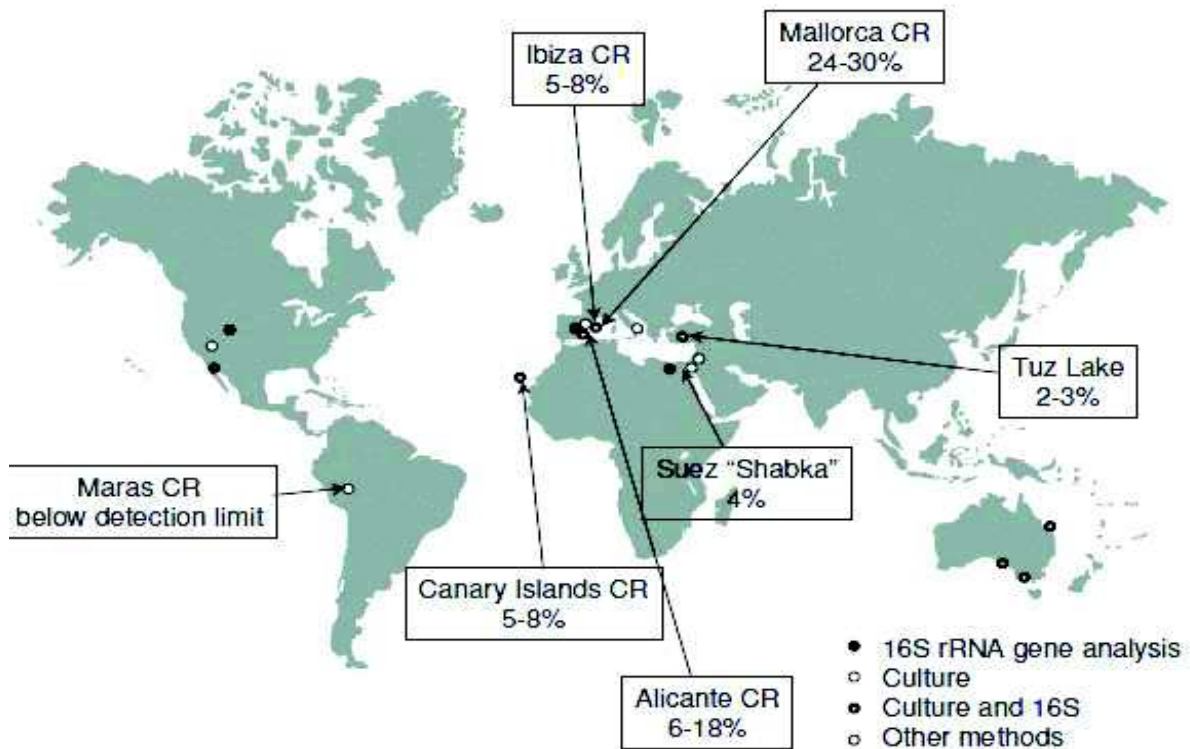 Ibiza CR
5-8%
Mallorca CR
24-30%
Tuz Lake
2-3%
Suez “Shabka”
4%
Maras CR
below detection limit
Canary Islands CR
5-8%
Alicante CR
6-18%
16S rRNA gene analysis
Culture
Culture and 16S
Other methods